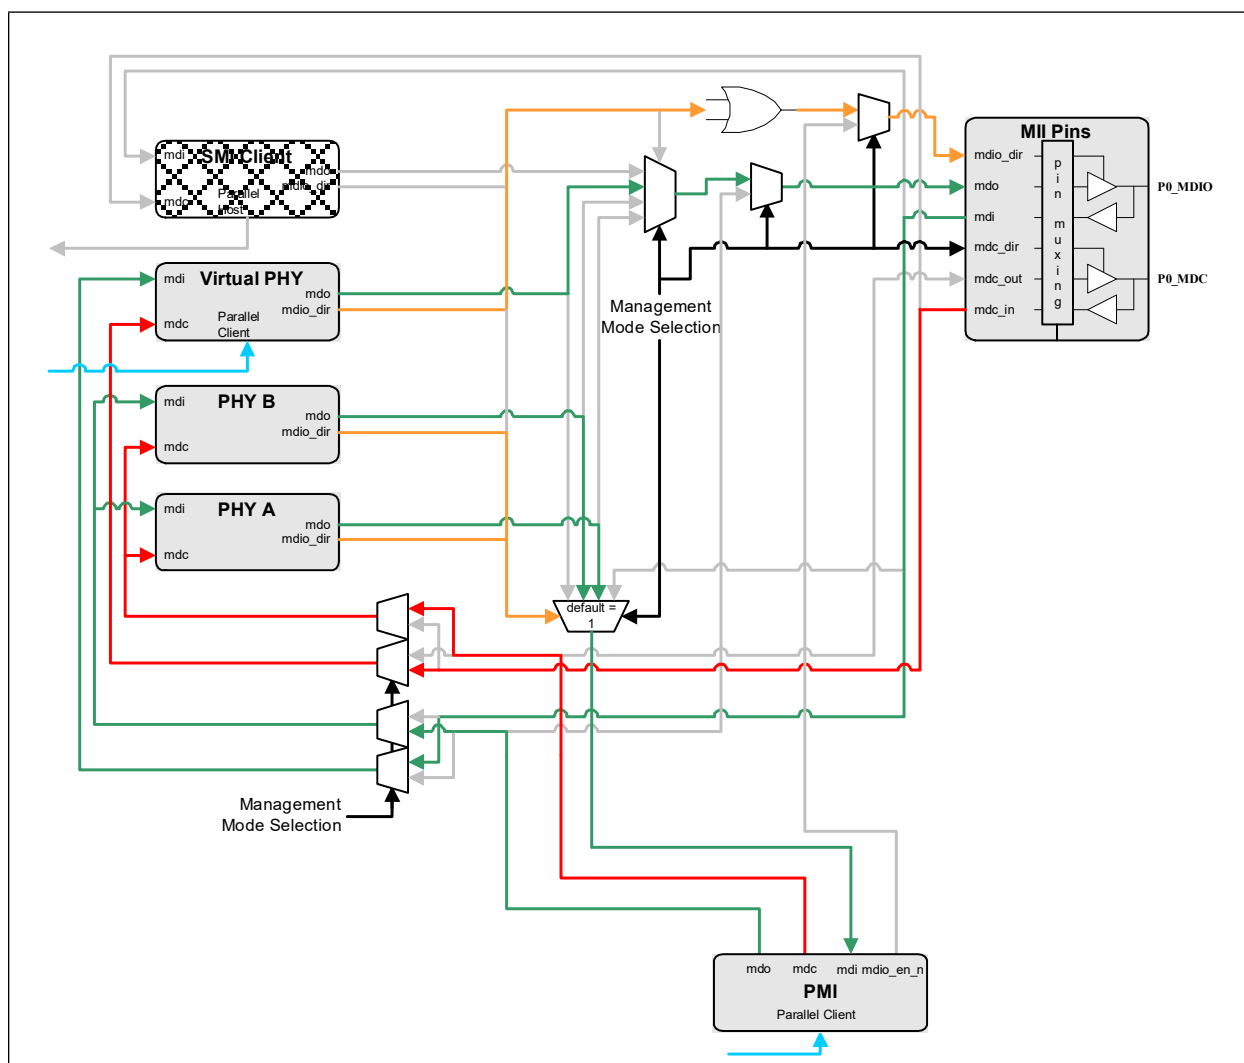 MII Pins
mdi
SMI Client
mdo
mdio_dir
mdc
Parallel
Host
mdio_dir
mdo
mdi
mdc_dir
mdc_out
mdc_in
pin muxing
P0_MDIO
P0_MDC
Virtual PHY
mdi
mdo
mdio_dir
mdc
Parallel
Client
Management
Mode Selection
PHY B
mdi
mdo
mdio_dir
mdc
PHY A
mdi
mdo
mdio_dir
mdc
default =
1
Management
Mode Selection
mdo mdc mdi mdio_en_n
PMI
Parallel Client